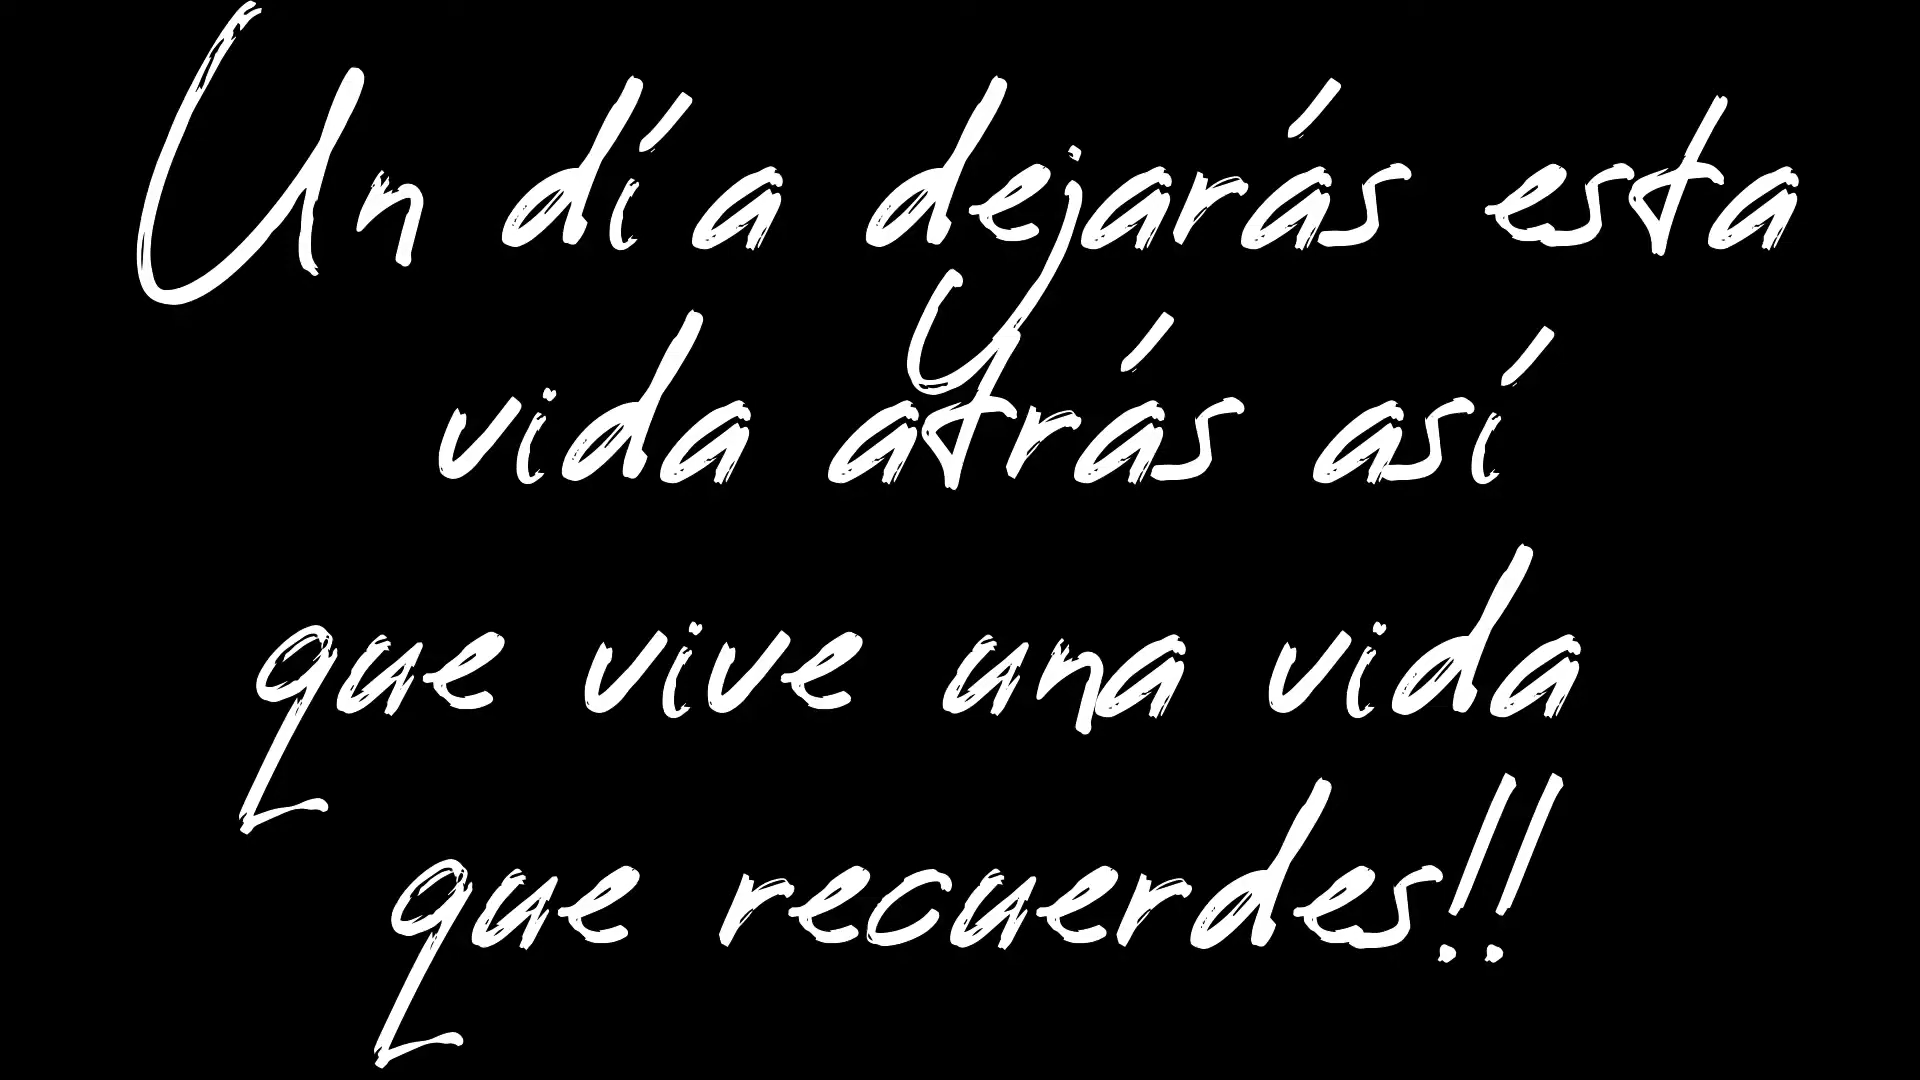 Un día dejarás esta
vida atrás así
que vive una vida
que recuerdes!!